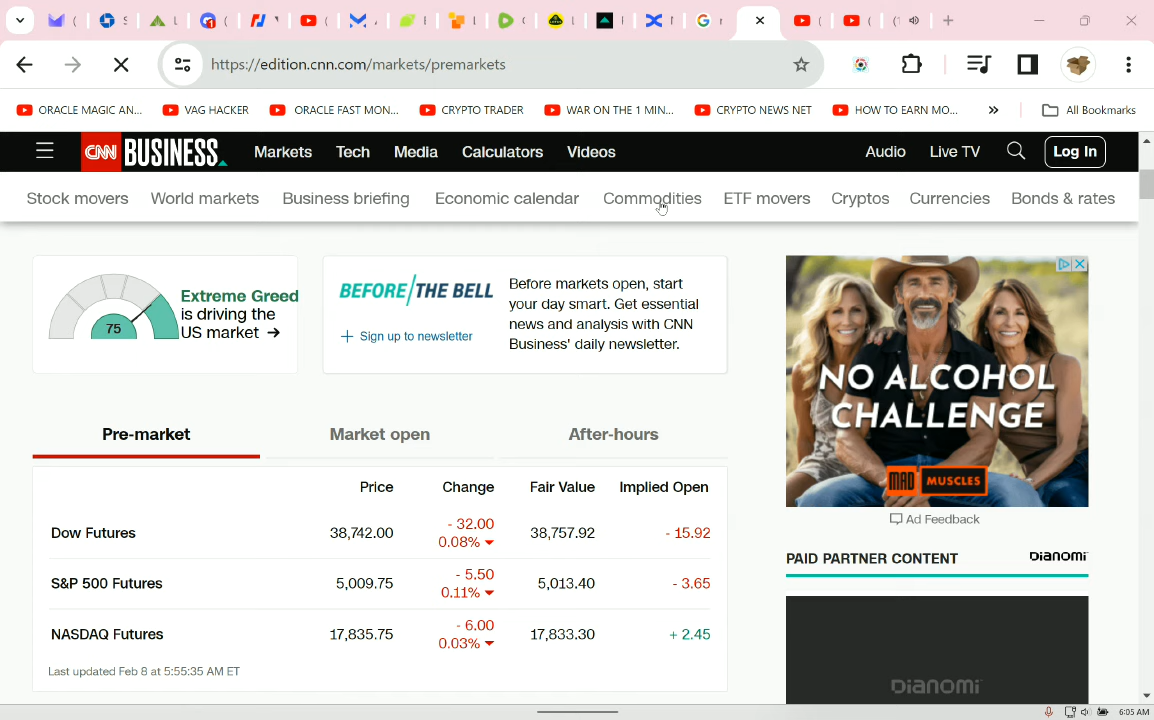 https://edition.cnn.com/markets/premarkets
ORACLE MAGIC AN...
VAG HACKER
ORACLE FAST MON...
CRYPTO TRADER
WAR ON THE 1 MIN...
CRYPTO NEWS NET
HOW TO EARN MO...
»
All Bookmarks
CNN BUSINESS
Markets
Tech
Media
Calculators
Videos
Audio
Live TV
Log In
Stock movers
World markets
Business briefing
Economic calendar
Commodities
ETF movers
Cryptos
Currencies
Bonds & rates
75
Extreme Greed
is driving the
US market →
BEFORE/THE BELL
+ Sign up to newsletter
Before markets open, start
your day smart. Get essential
news and analysis with CNN
Business' daily newsletter.
NO ALCOHOL
CHALLENGE
MAD MUSCLES
Ad Feedback
Pre-market
Market open
After-hours
Price Change Fair Value Implied Open
Dow Futures 38,742.00 - 32.00 0.08% 38,757.92 - 15.92
S&P 500 Futures 5,009.75 - 5.50 0.11% 5,013.40 - 3.65
NASDAQ Futures 17,835.75 - 6.00 0.03% 17,833.30 + 2.45
Last updated Feb 8 at 5:55:35 AM ET
PAID PARTNER CONTENT
DIANOMI
DIANOMI
6:05 AM